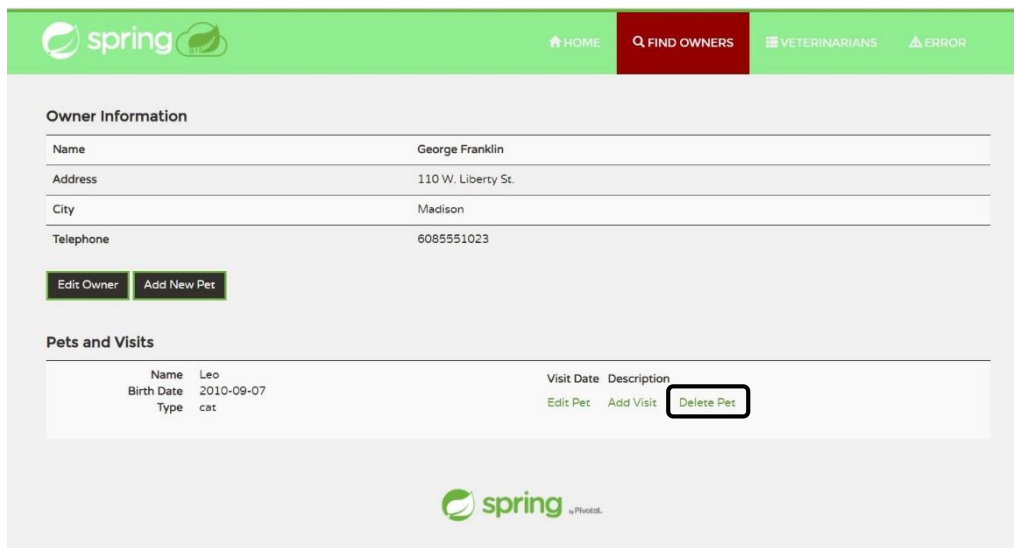 spring
HOME FIND OWNERS VETERINARIANS ERROR
Owner Information
Name George Franklin
Address 110 W. Liberty St.
City Madison
Telephone 6085551023
Edit Owner Add New Pet
Pets and Visits
Name Leo
Birth Date 2010-09-07
Type cat
Visit Date Description
Edit Pet Add Visit Delete Pet
spring by Pivotal.